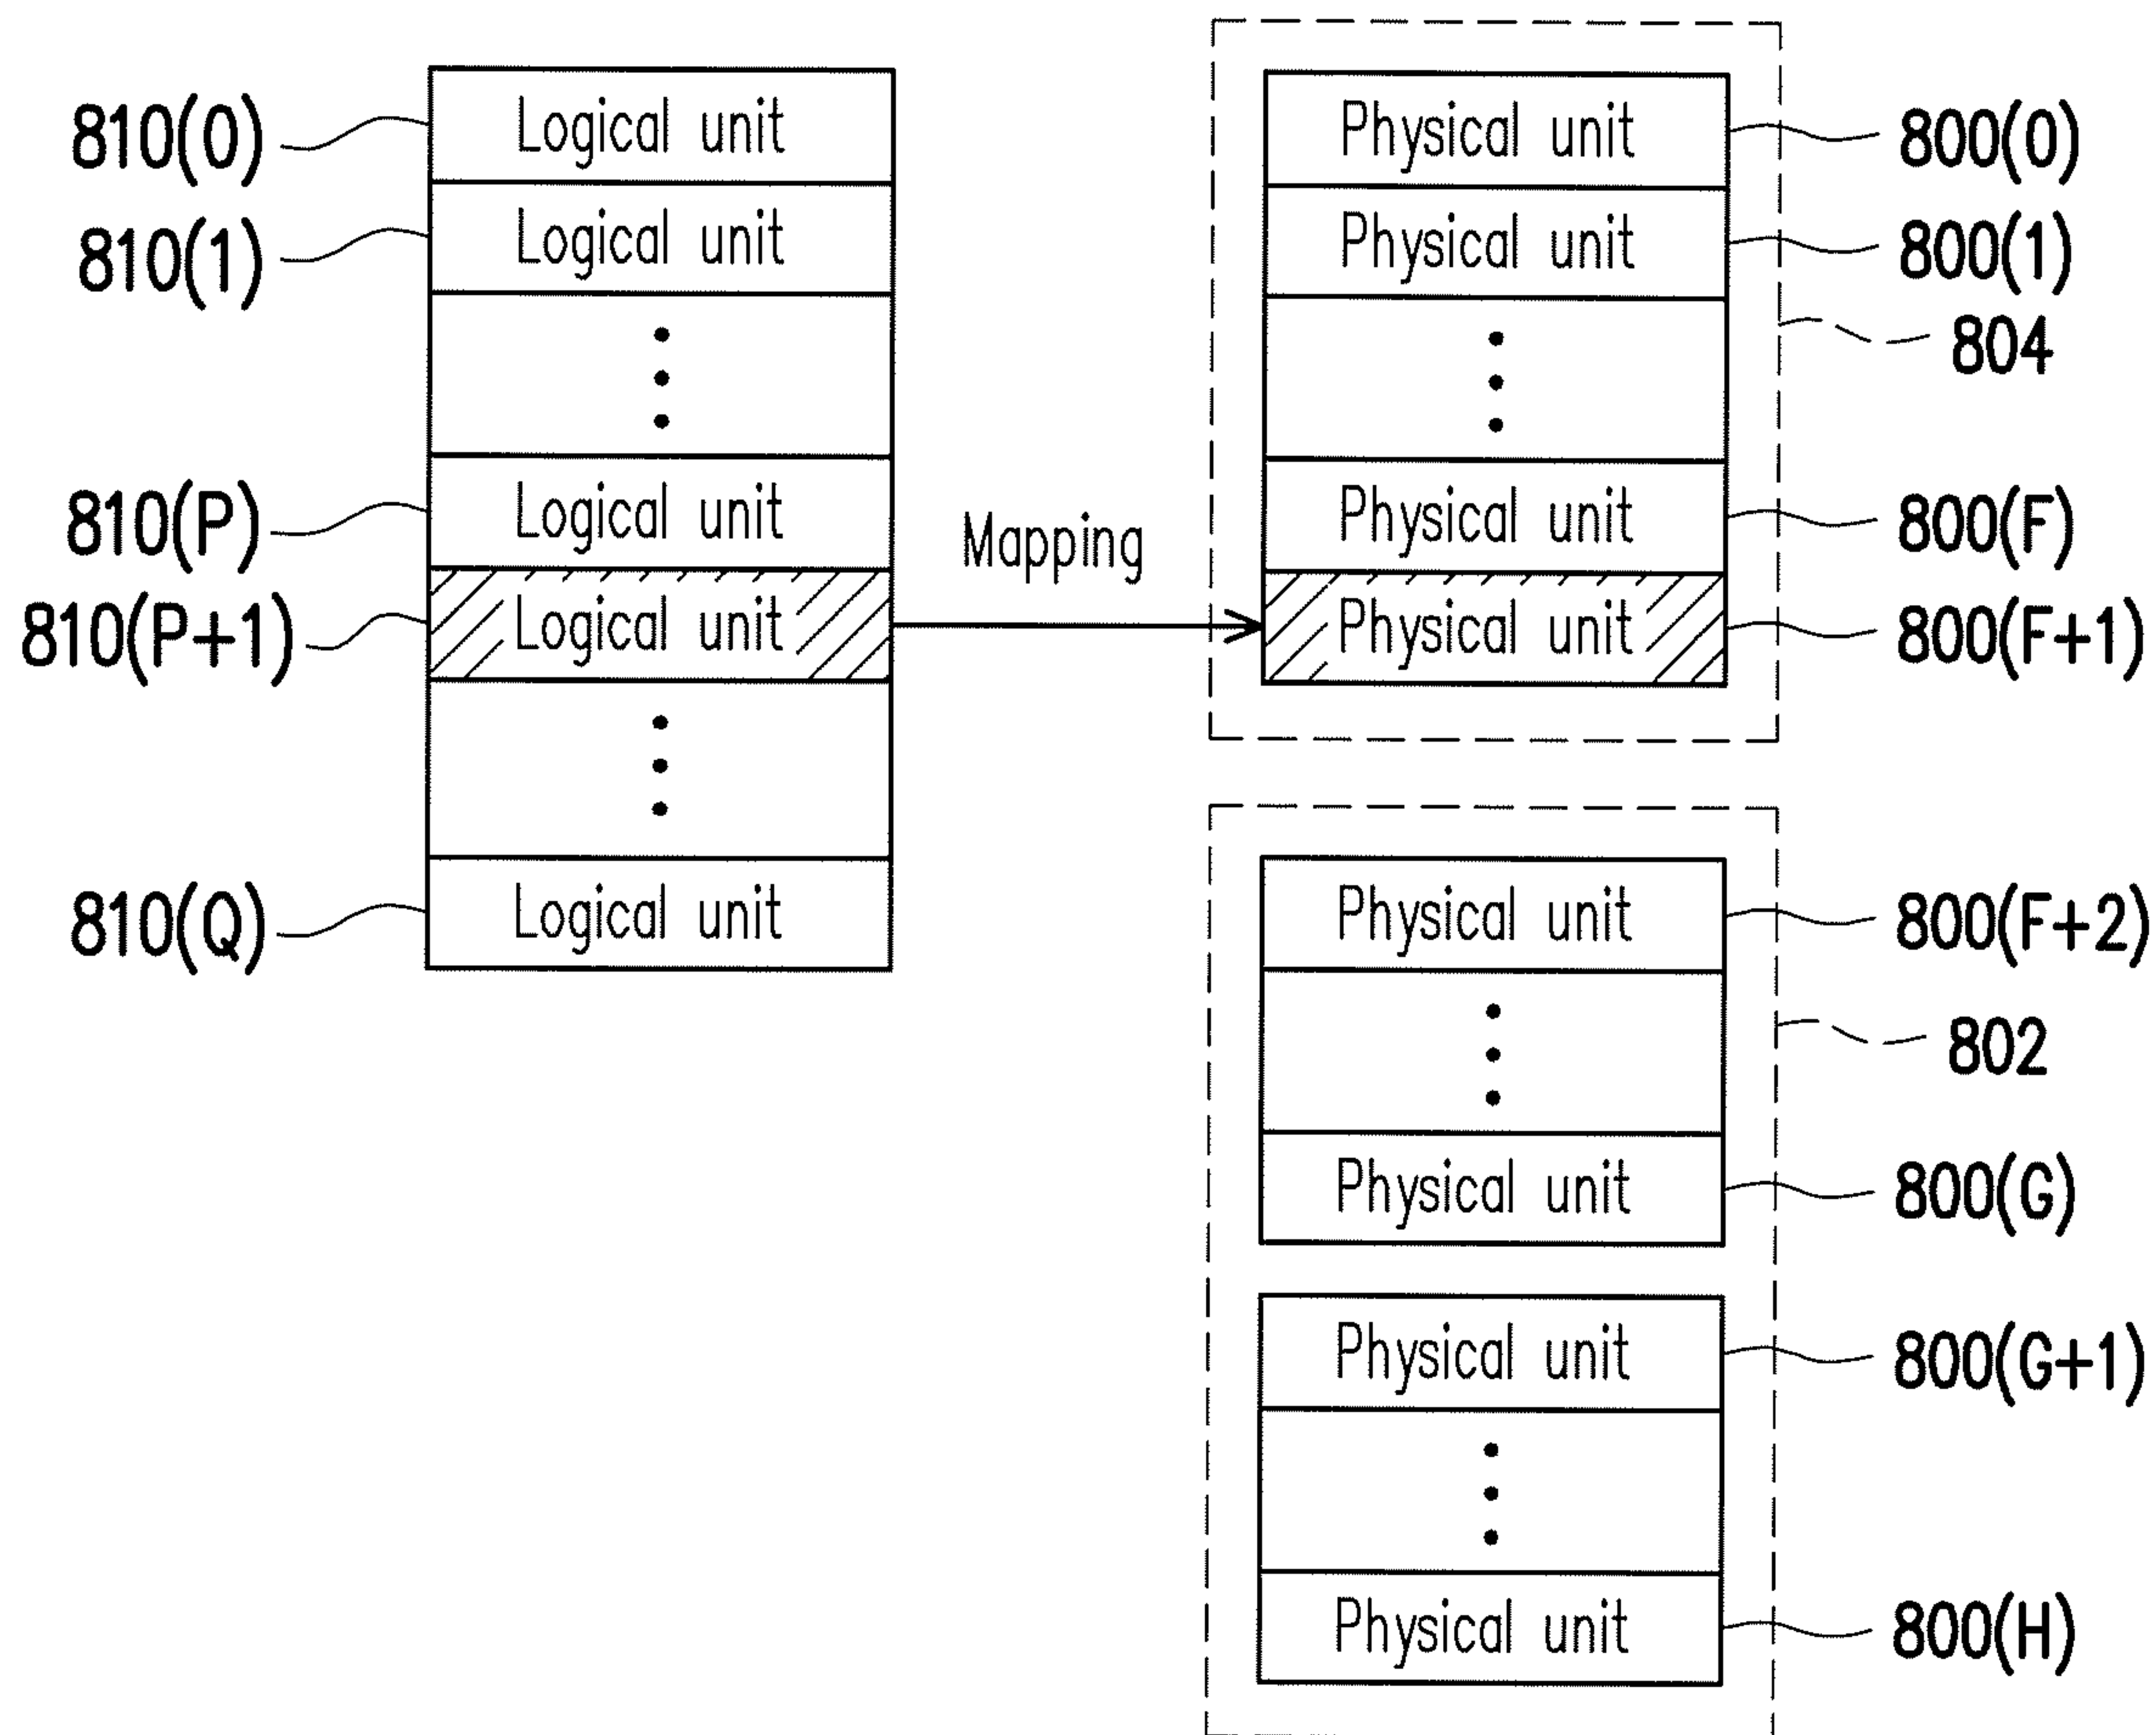 810(0)
Logical unit
810(1)
Logical unit
810(P)
Logical unit
810(P+1)
Logical unit
810(Q)
Logical unit
Mapping
Physical unit
800(0)
Physical unit
800(1)
804
Physical unit
800(F)
Physical unit
800(F+1)
Physical unit
800(F+2)
802
Physical unit
800(G)
Physical unit
800(G+1)
Physical unit
800(H)